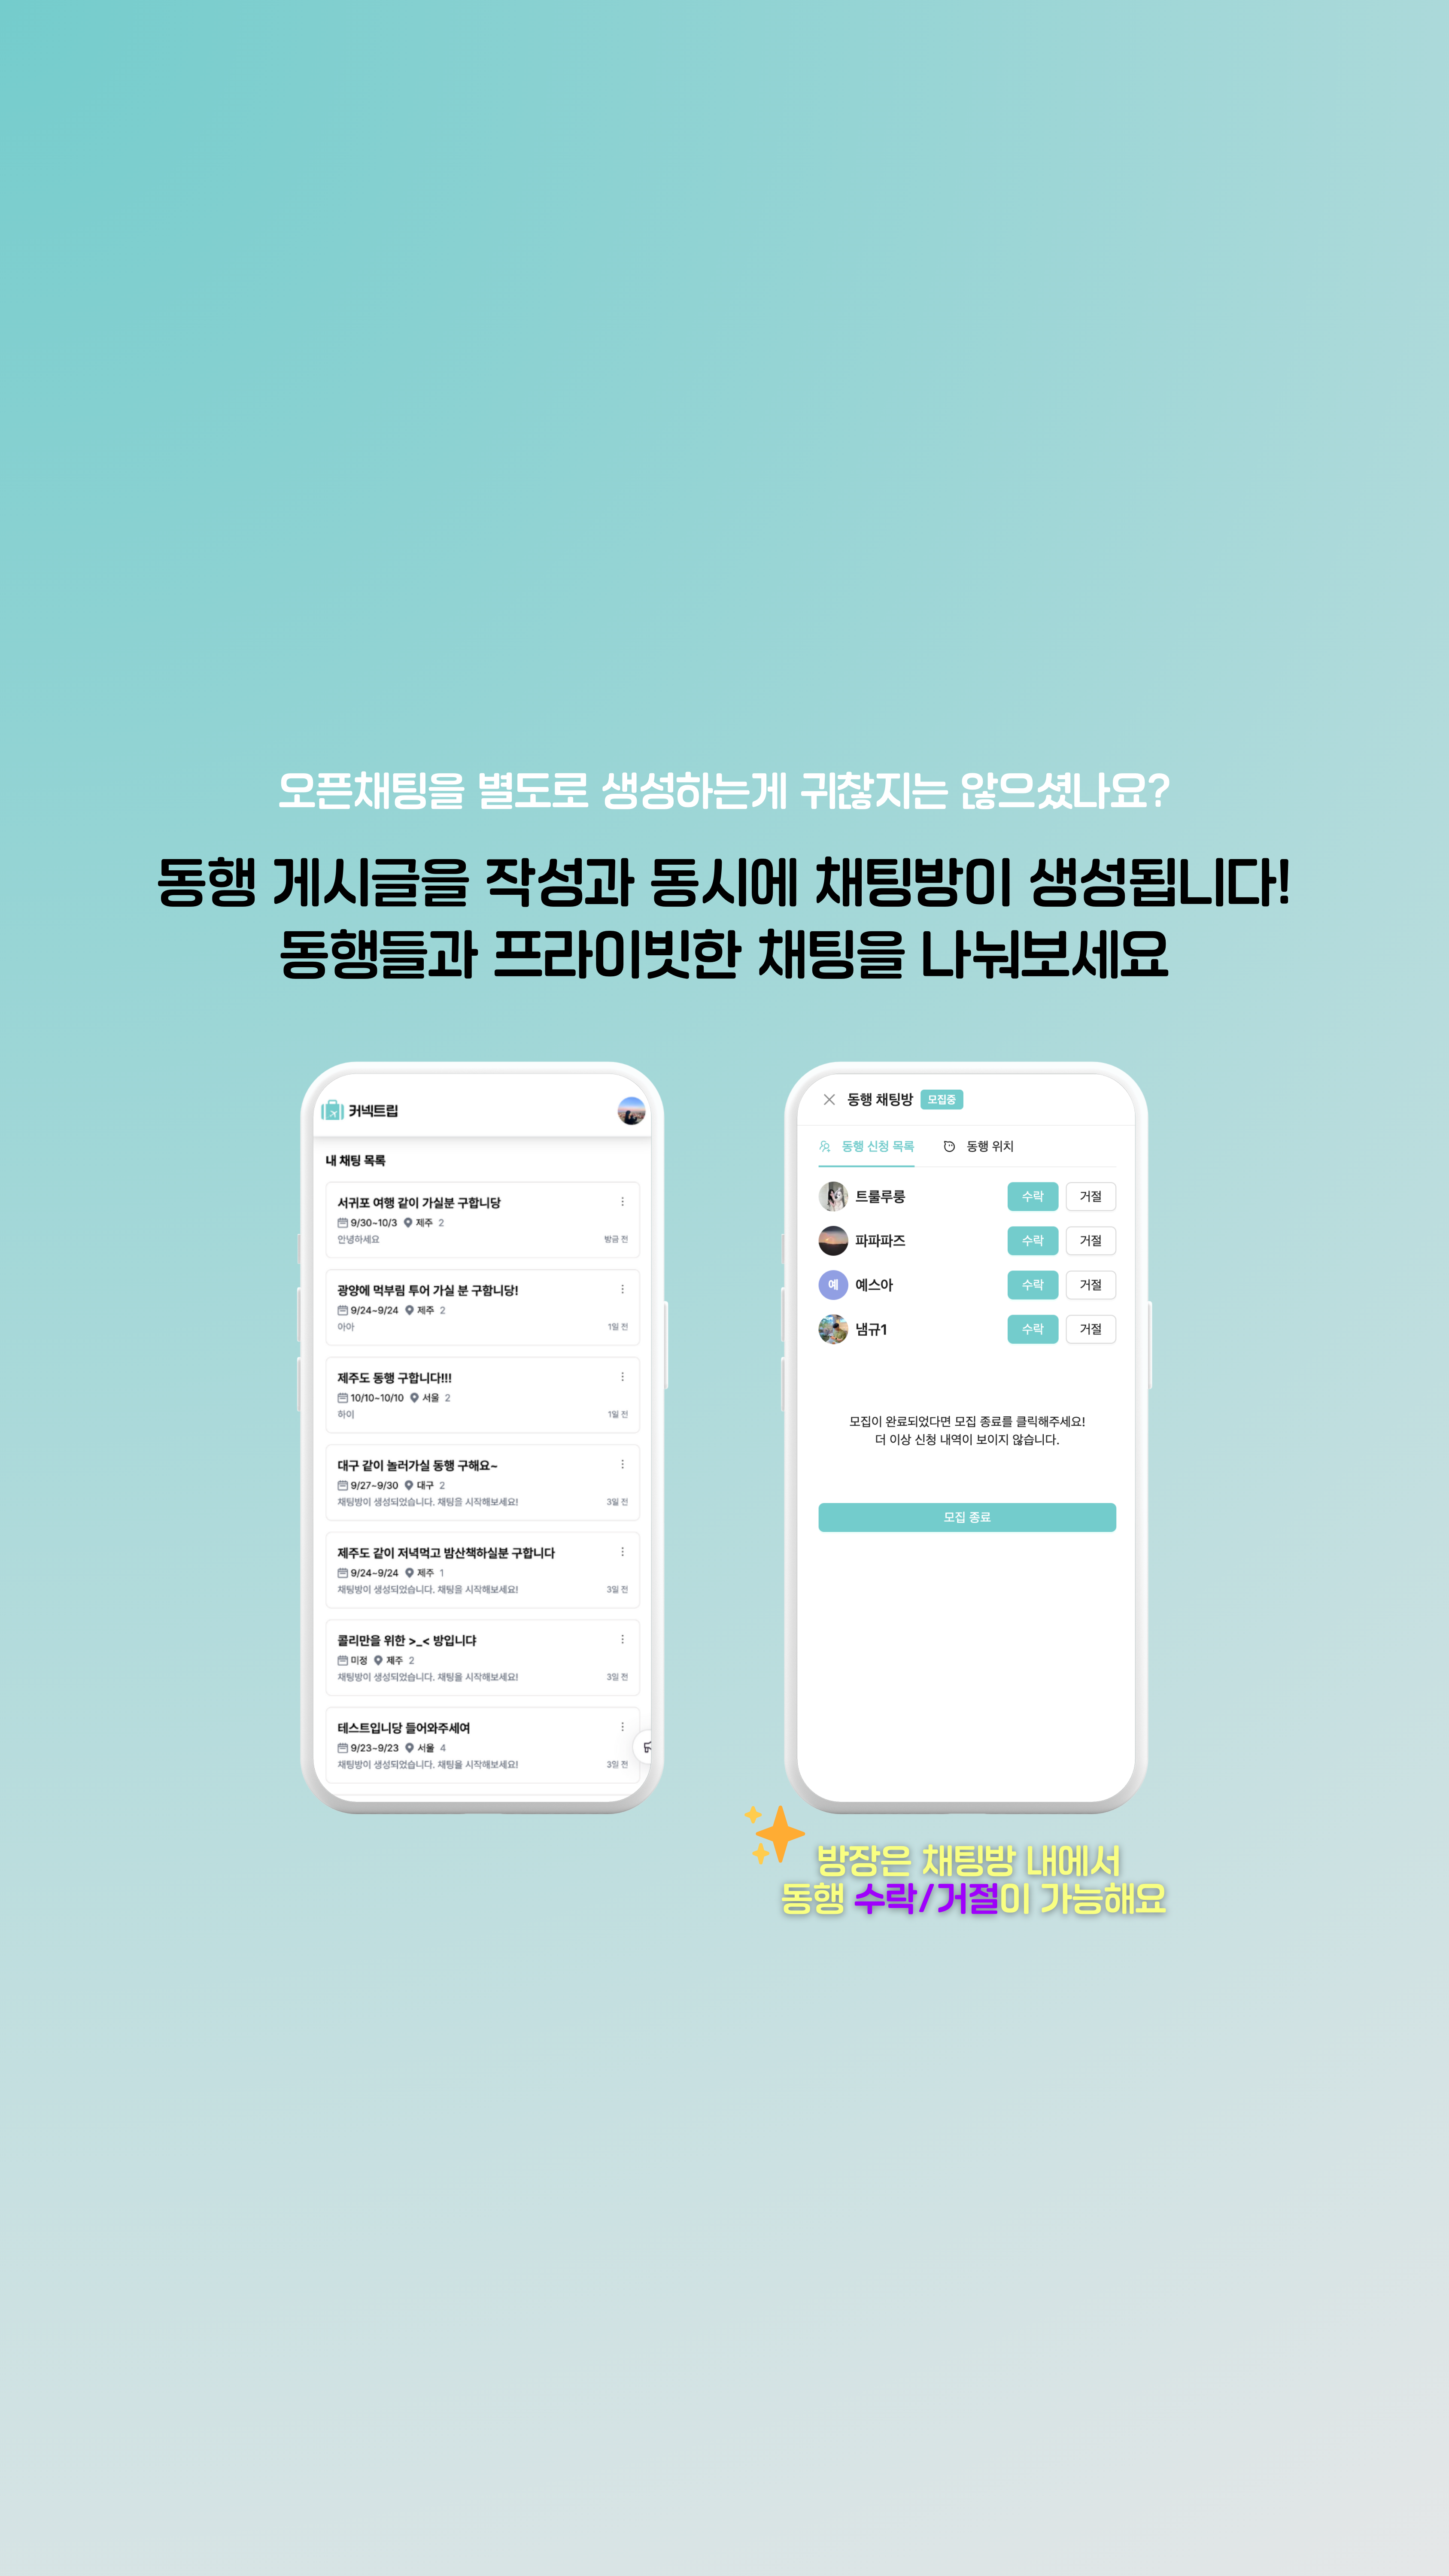 오픈채팅을 별도로 생성하는게 귀찮지는 않으셨나요?
동행 게시글을 작성과 동시에 채팅방이 생성됩니다!
동행들과 프라이빗한 채팅을 나눠보세요
커넥트립
내 채팅 목록
서귀포 여행 같이 가실분 구합니당
9/30~10/3 제주 2
안녕하세요 방금 전
광양에 먹부림 투어 가실 분 구함니당!
9/24~9/24 제주 2
아아 1일 전
제주도 동행 구합니다!!!
10/10~10/10 서울 2
하이 1일 전
대구 같이 놀러가실 동행 구해요~
9/27~9/30 대구 2
채팅방이 생성되었습니다. 채팅을 시작해보세요! 3일 전
제주도 같이 저녁먹고 밤산책하실분 구합니다
9/24~9/24 제주 1
채팅방이 생성되었습니다. 채팅을 시작해보세요! 3일 전
콜리만을 위한 >_< 방입니댜
미정 제주 2
채팅방이 생성되었습니다. 채팅을 시작해보세요! 3일 전
테스트입니당 들어와주세여
9/23~9/23 서울 4
채팅방이 생성되었습니다. 채팅을 시작해보세요! 3일 전
동행 채팅방 모집중
동행 신청 목록 동행 위치
트룰루룽 수락 거절
파파파즈 수락 거절
예 예스아 수락 거절
냄규1 수락 거절
모집이 완료되었다면 모집 종료를 클릭해주세요!
더 이상 신청 내역이 보이지 않습니다.
모집 종료
방장은 채팅방 내에서
동행 수락/거절이 가능해요